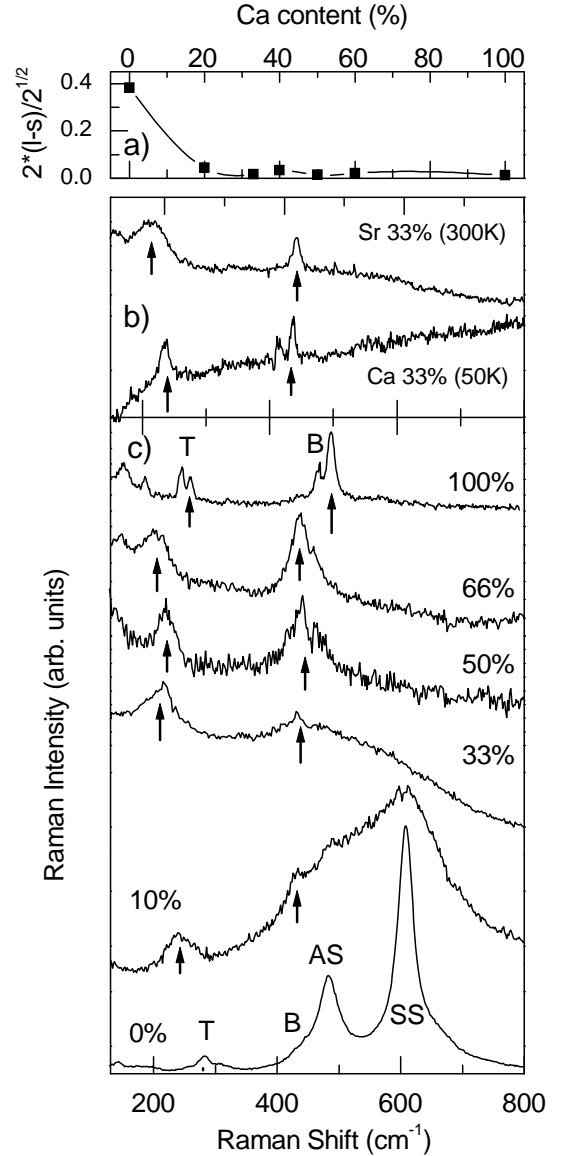 Ca content (%)
0 20 40 60 80 100
2*(l-s)/2^1/2
0.4
0.2
0.0
a)
Sr 33% (300K)
b)
Ca 33% (50K)
c)
T
B
100%
66%
50%
33%
10%
0%
T
B
AS
SS
Raman Intensity (arb. units)
200 400 600 800
Raman Shift (cm^-1)